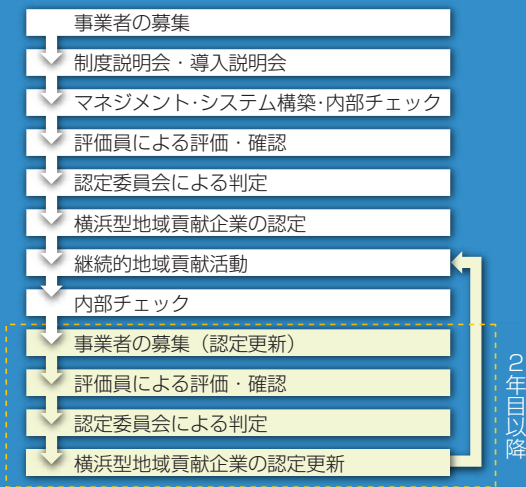 事業者の募集
制度説明会・導入説明会
マネジメント・システム構築・内部チェック
評価員による評価・確認
認定委員会による判定
横浜型地域貢献企業の認定
継続的地域貢献活動
内部チェック
事業者の募集（認定更新）
評価員による評価・確認
認定委員会による判定
横浜型地域貢献企業の認定更新
２年目以降